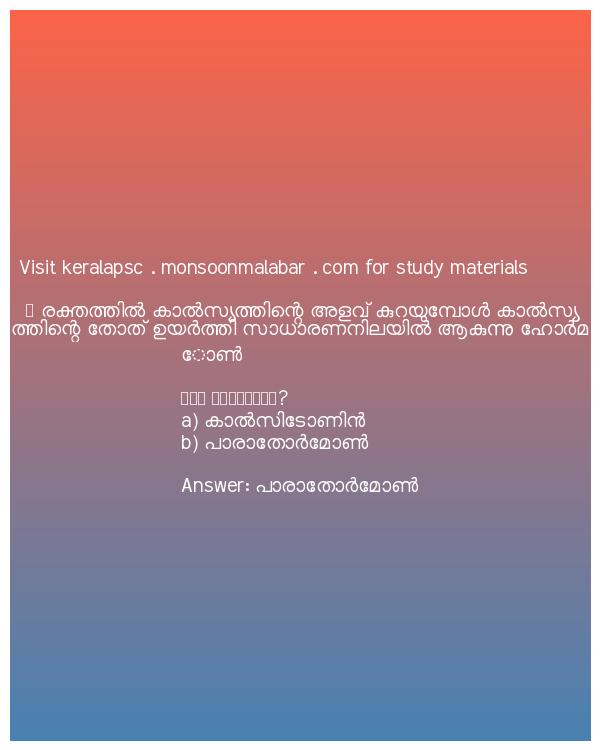 Visit keralapsc . monsoonmalabar . com for study materials
രക്തത്തിൽ കാൽസ്യത്തിന്റെ അളവ് കുറയുമ്പോൾ കാൽസ്യ
ത്തിന്റെ തോത് ഉയർത്തി സാധാരണനിലയിൽ ആകുന്നു ഹോർമ
ോൺ
?
a) കാൽസിടോണിൻ
b) പാരാതോർമോൺ
Answer: പാരാതോർമോൺ